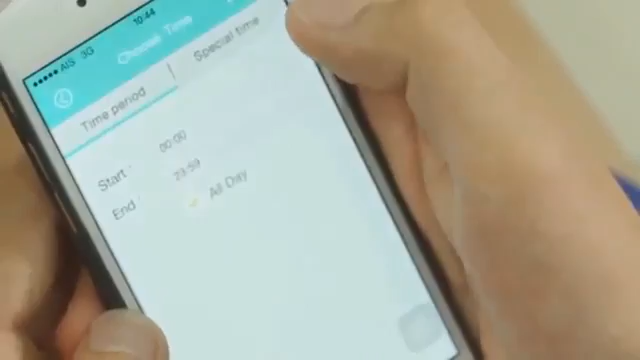 AIS 3G 10:44
Choose Time
Time period Special time
Start : 00:00
End : 23:59
All Day